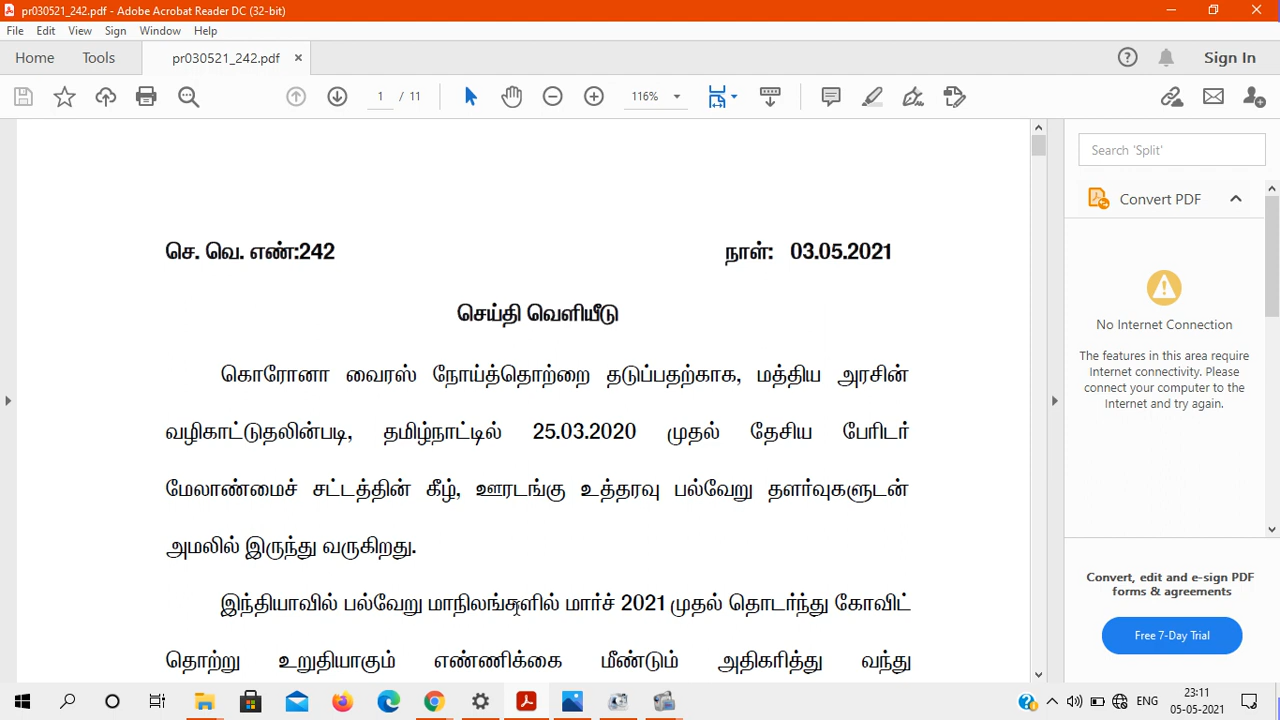 pr030521_242.pdf - Adobe Acrobat Reader DC (32-bit)
File Edit View Sign Window Help
Home Tools pr030521_242.pdf Sign In
1 / 11 116%
Search 'Split'
Convert PDF
No Internet Connection
The features in this area require
Internet connectivity. Please
connect your computer to the
Internet and try again.
Convert, edit and e-sign PDF
forms & agreements
Free 7-Day Trial
செ. வெ. எண்:242 நாள்: 03.05.2021
செய்தி வெளியீடு
கொரோனா வைரஸ் நோய்த்தொற்றை தடுப்பதற்காக, மத்திய அரசின்
வழிகாட்டுதலின்படி, தமிழ்நாட்டில் 25.03.2020 முதல் தேசிய பேரிடர்
மேலாண்மைச் சட்டத்தின் கீழ், ஊரடங்கு உத்தரவு பல்வேறு தளர்வுகளுடன்
அமலில் இருந்து வருகிறது.
இந்தியாவில் பல்வேறு மாநிலங்களில் மார்ச் 2021 முதல் தொடர்ந்து கோவிட்
தொற்று உறுதியாகும் எண்ணிக்கை மீண்டும் அதிகரித்து வந்து
ENG 23:11
05-05-2021